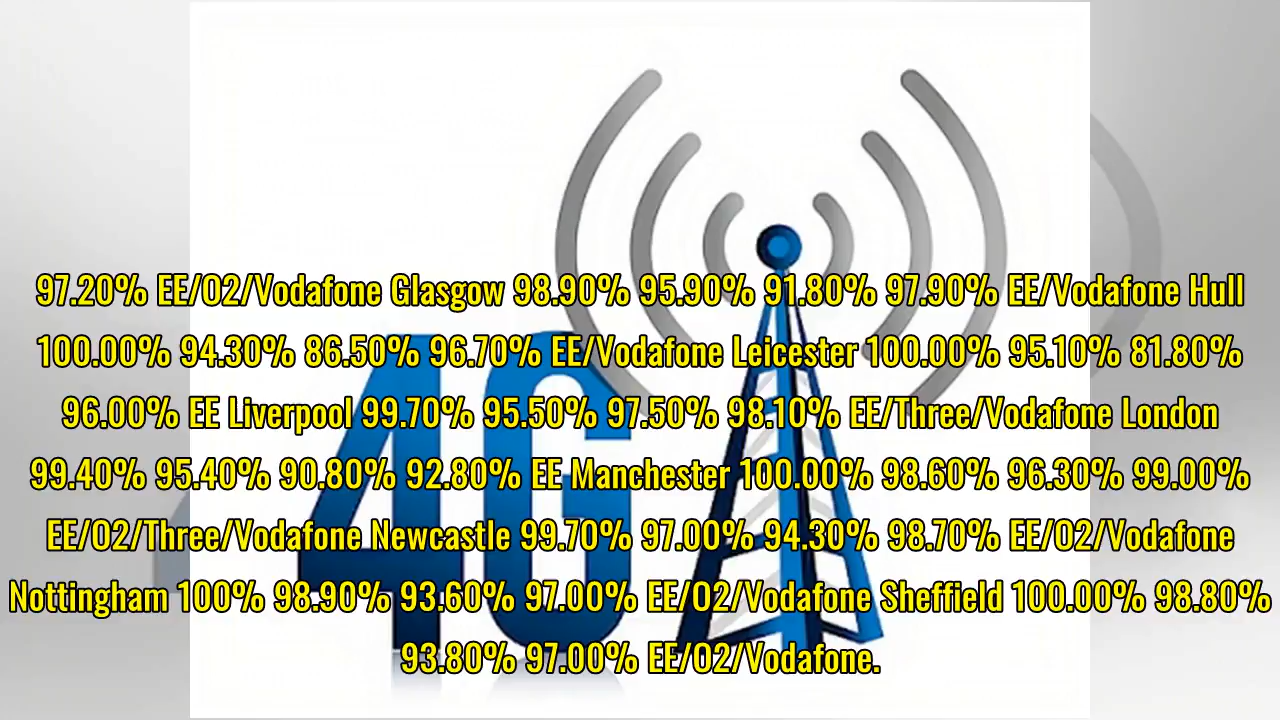 97.20% EE/O2/Vodafone Glasgow 98.90% 95.90% 91.80% 97.90% EE/Vodafone Hull
100.00% 94.30% 86.50% 96.70% EE/Vodafone Leicester 100.00% 95.10% 81.80%
96.00% EE Liverpool 99.70% 95.50% 97.50% 98.10% EE/Three/Vodafone London
99.40% 95.40% 90.80% 92.80% EE Manchester 100.00% 98.60% 96.30% 99.00%
EE/O2/Three/Vodafone Newcastle 99.70% 97.00% 94.30% 98.70% EE/O2/Vodafone
Nottingham 100% 98.90% 93.60% 97.00% EE/O2/Vodafone Sheffield 100.00% 98.80%
93.80% 97.00% EE/O2/Vodafone.
4G